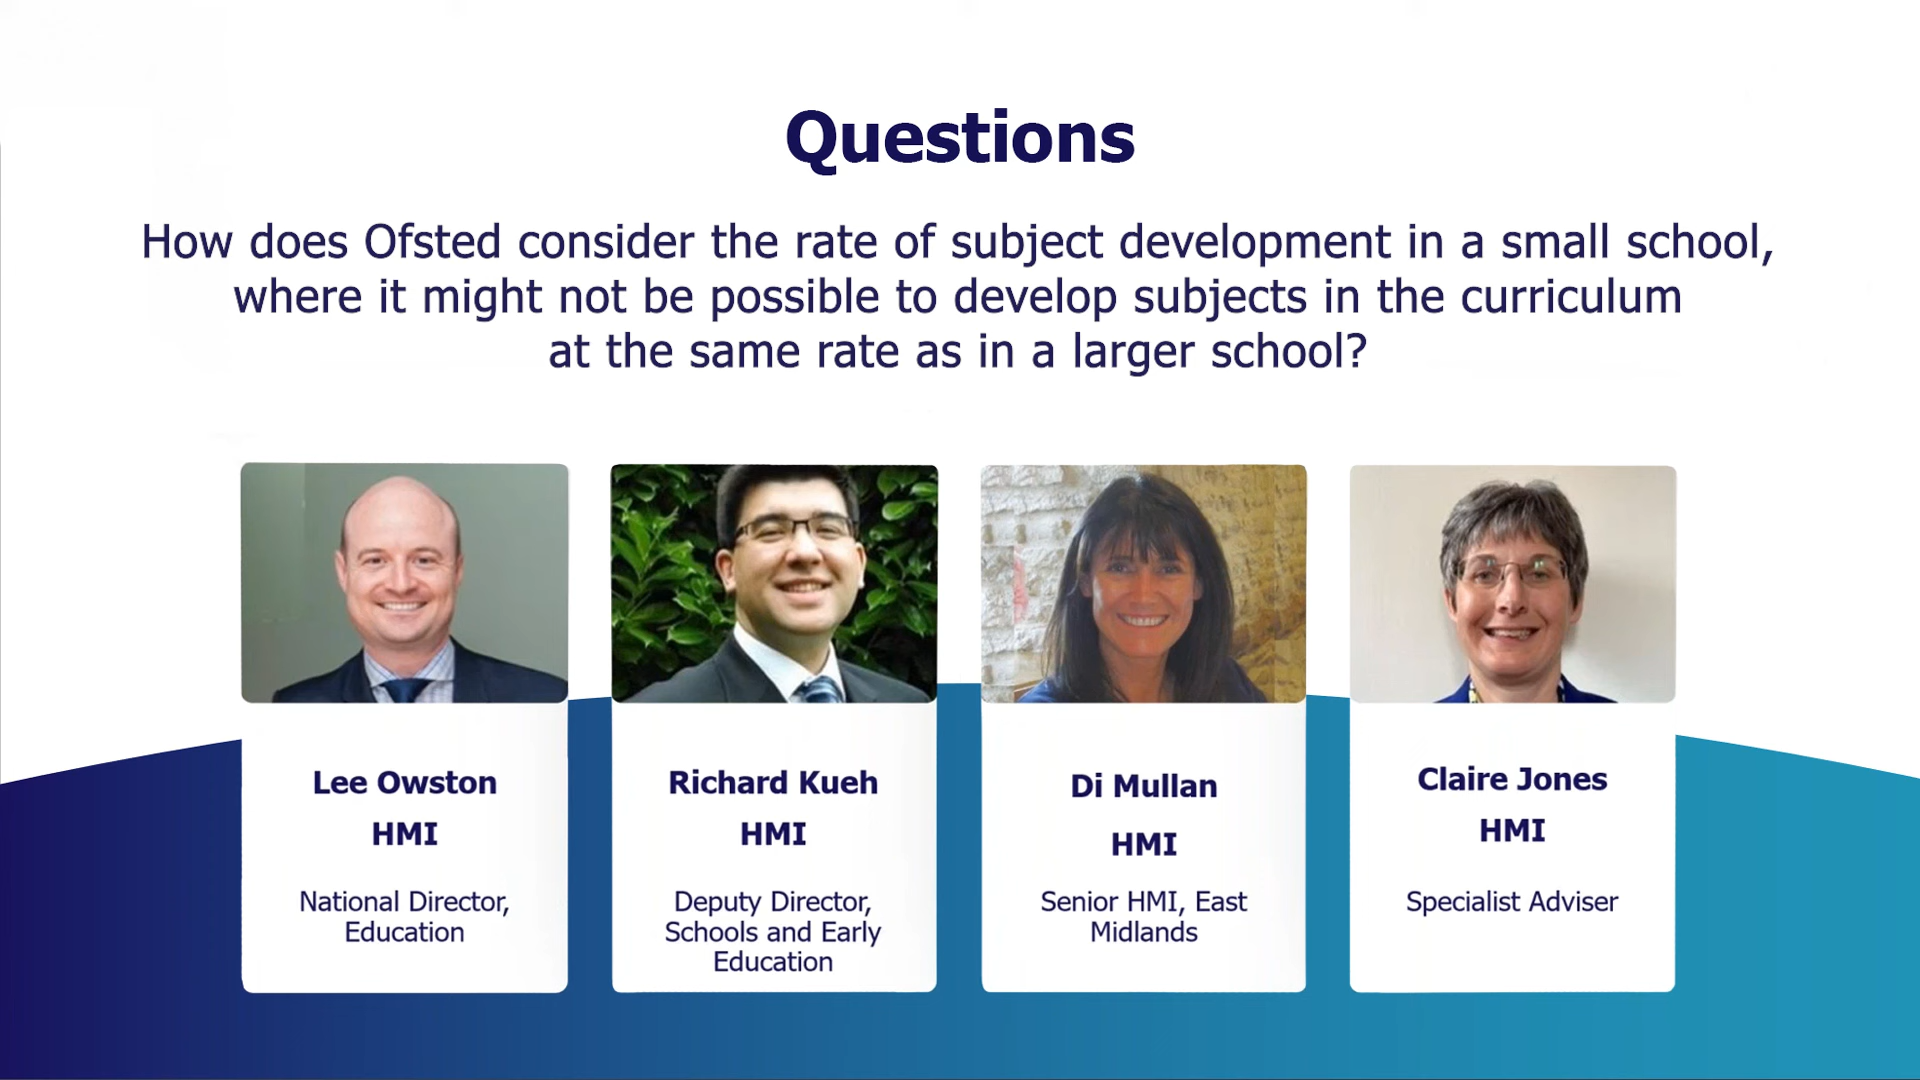 Questions
How does Ofsted consider the rate of subject development in a small school,
where it might not be possible to develop subjects in the curriculum
at the same rate as in a larger school?
Lee Owston
HMI
National Director,
Education
Richard Kueh
HMI
Deputy Director,
Schools and Early
Education
Di Mullan
HMI
Senior HMI, East
Midlands
Claire Jones
HMI
Specialist Adviser